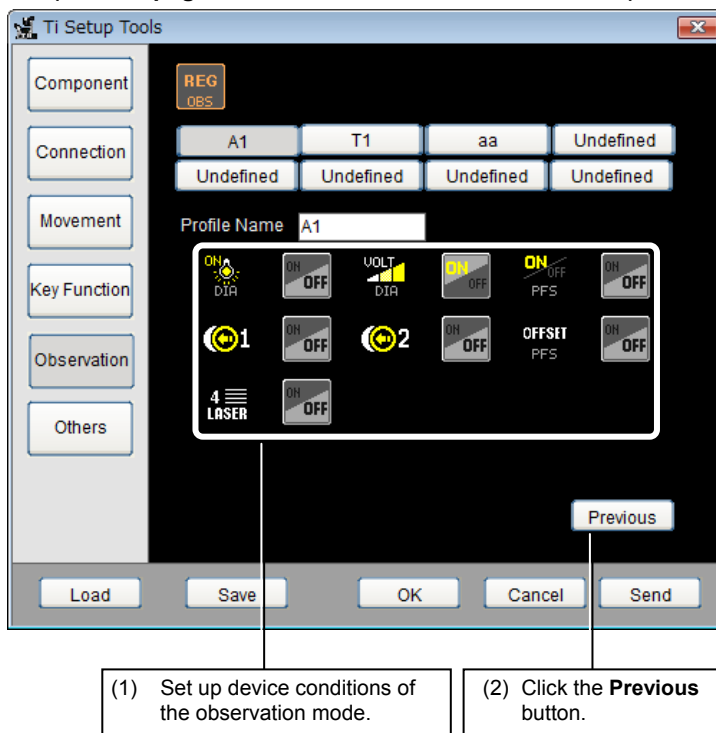 Ti Setup Tools
Component
REG
OBS
Connection
A1 T1 aa Undefined
Undefined Undefined Undefined Undefined
Movement
Profile Name A1
Key Function
ON DIA ON OFF VOLT DIA ON OFF ON OFF PFS ON OFF
1 ON OFF 2 ON OFF OFFSET PFS ON OFF
Observation
4 LASER ON OFF
Others
Previous
Load Save OK Cancel Send
(1) Set up device conditions of
the observation mode.
(2) Click the Previous
button.